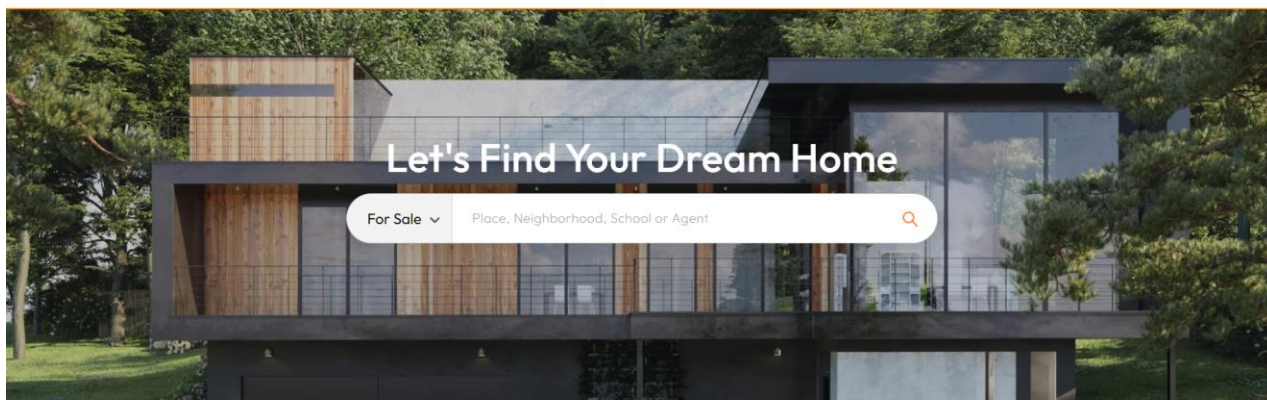 Let's Find Your Dream Home
For Sale
Place, Neighborhood, School or Agent